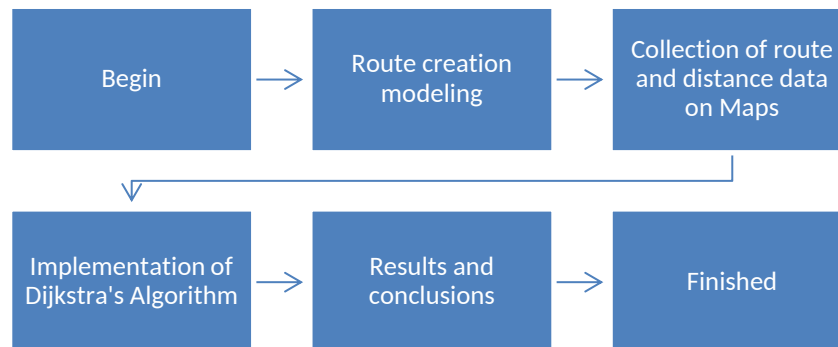 Begin
Route creation
modeling
Collection of route
and distance data
on Maps
Implementation of
Dijkstra's Algorithm
Results and
conclusions
Finished